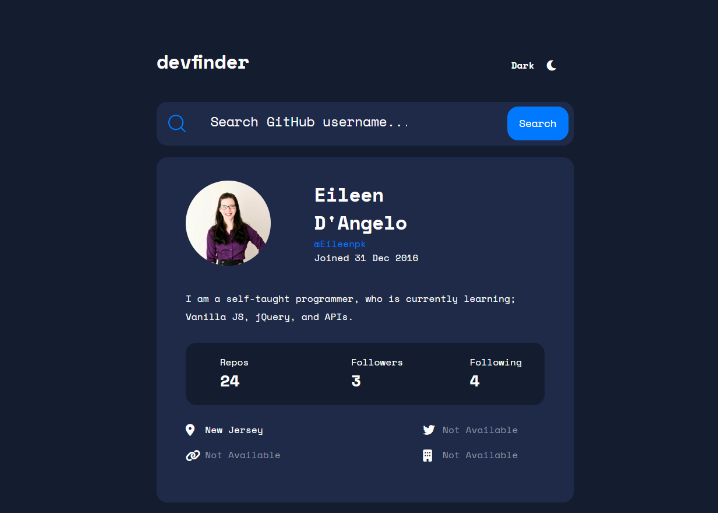 devfinder
Dark
Search GitHub username...
Search
Eileen
D'Angelo
@Eileenpk
Joined 31 Dec 2016
I am a self-taught programmer, who is currently learning;
Vanilla JS, jQuery, and APIs.
Repos Followers Following
24 3 4
New Jersey Not Available
Not Available Not Available